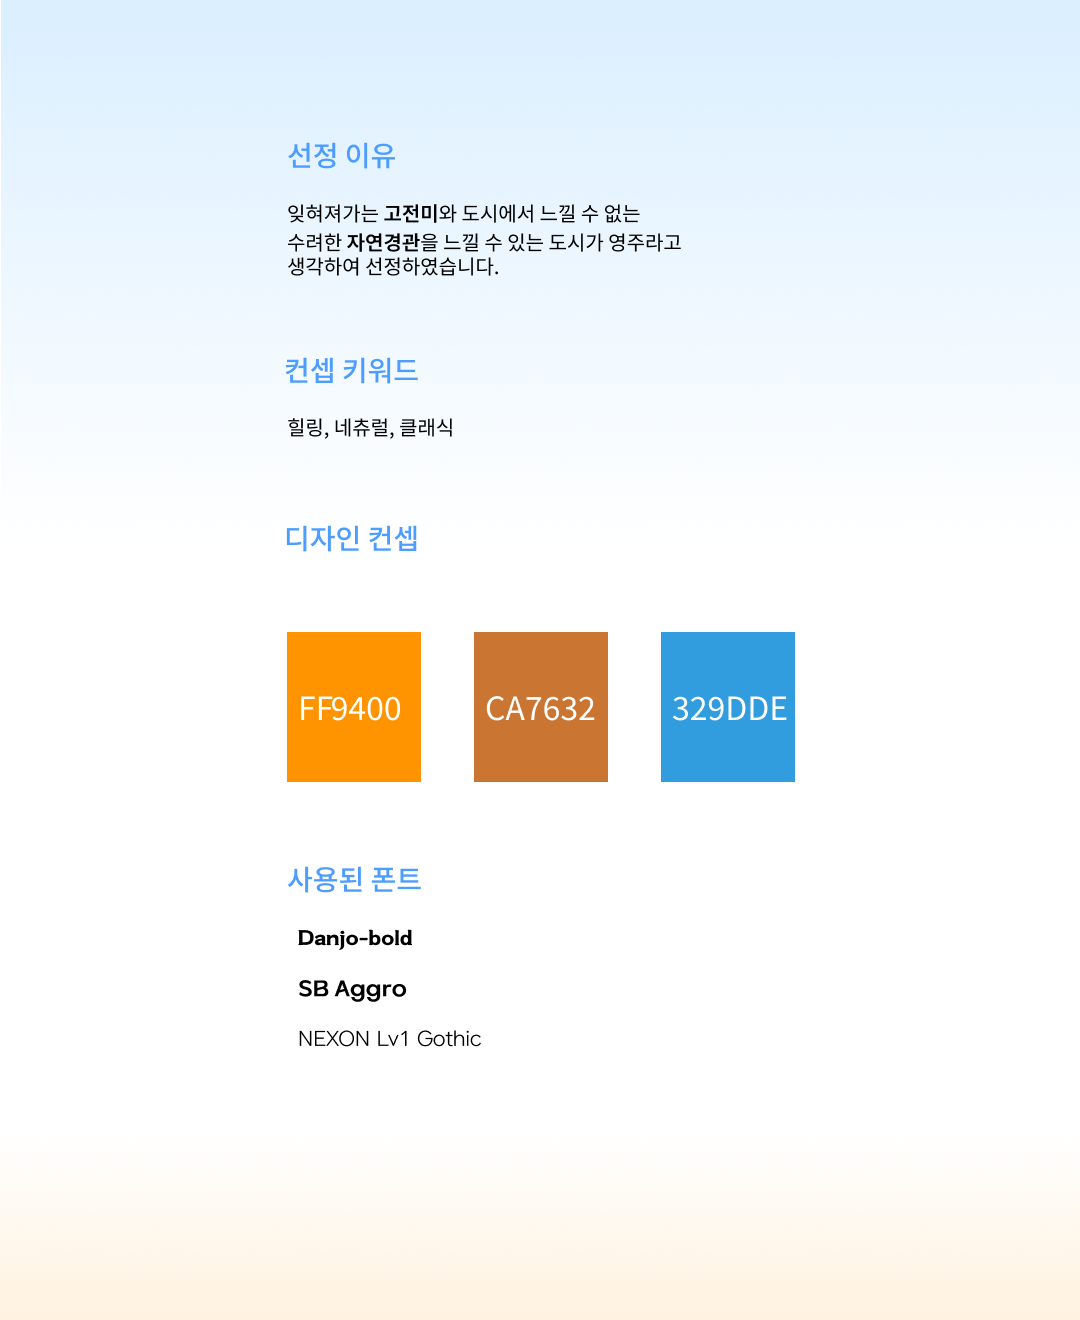 선정 이유
잊혀져가는 고전미와 도시에서 느낄 수 없는
수려한 자연경관을 느낄 수 있는 도시가 영주라고
생각하여 선정하였습니다.
컨셉 키워드
힐링, 네츄럴, 클래식
디자인 컨셉
FF9400 CA7632 329DDE
사용된 폰트
Danjo-bold
SB Aggro
NEXON Lv1 Gothic